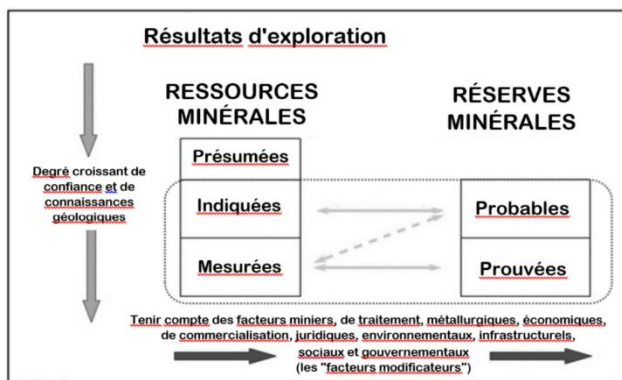 Résultats d'exploration
RESSOURCES
MINÉRALES
RÉSERVES
MINÉRALES
Degré croissant de
confiance et de
connaissances
géologiques
Présumées
Indiquées
Mesurées
Probables
Prouvées
Tenir compte des facteurs miniers, de traitement, métallurgiques, économiques,
de commercialisation, juridiques, environnementaux, infrastructurels,
sociaux et gouvernementaux
(les "facteurs modificateurs")